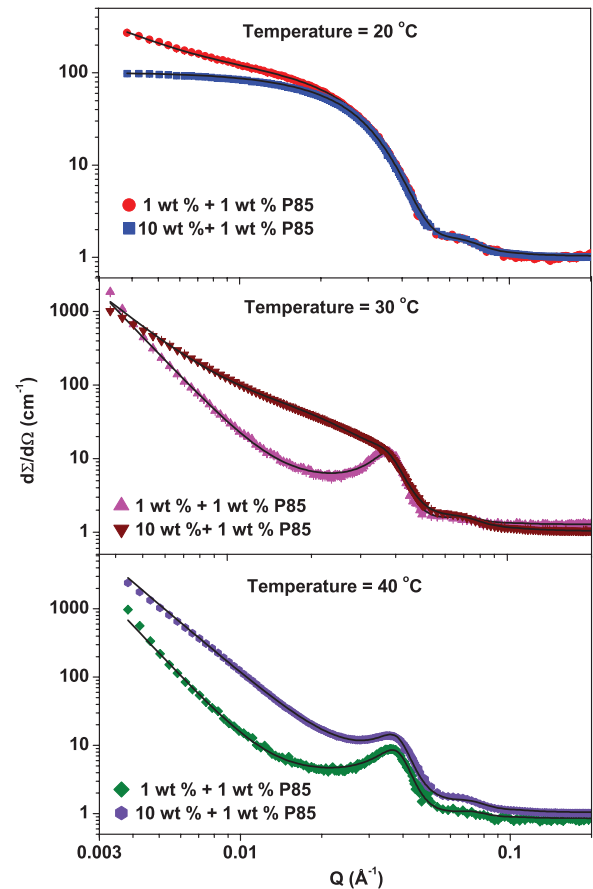 Temperature = 20 °C
100
10
1
1 wt % + 1 wt % P85
10 wt %+ 1 wt % P85
Temperature = 30 °C
1000
100
10
1
1 wt % + 1 wt % P85
10 wt %+ 1 wt % P85
dΣ/dΩ (cm⁻¹)
Temperature = 40 °C
1000
100
10
1
1 wt % + 1 wt % P85
10 wt % + 1 wt % P85
0.003
0.01
0.1
Q (Å⁻¹)